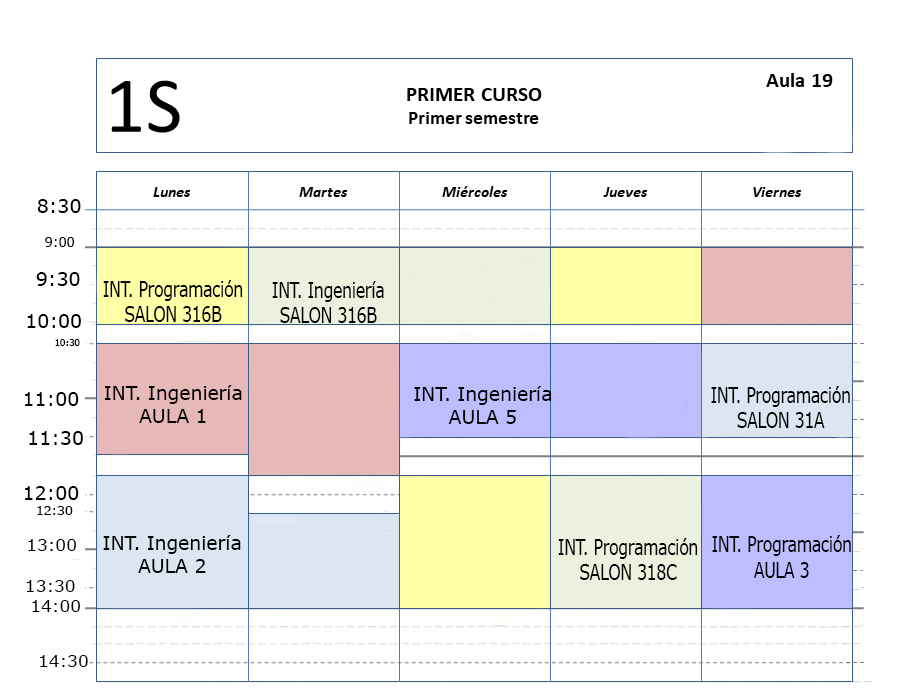 1S
PRIMER CURSO
Primer semestre
Aula 19
Lunes Martes Miércoles Jueves Viernes
8:30
9:00
9:30
INT. Programación
SALON 316B
INT. Ingeniería
SALON 316B
10:00
10:30
11:00
INT. Ingeniería
AULA 1
INT. Ingeniería
AULA 5
INT. Programación
SALON 31A
11:30
12:00
12:30
13:00
INT. Ingeniería
AULA 2
INT. Programación
SALON 318C
INT. Programación
AULA 3
13:30
14:00
14:30